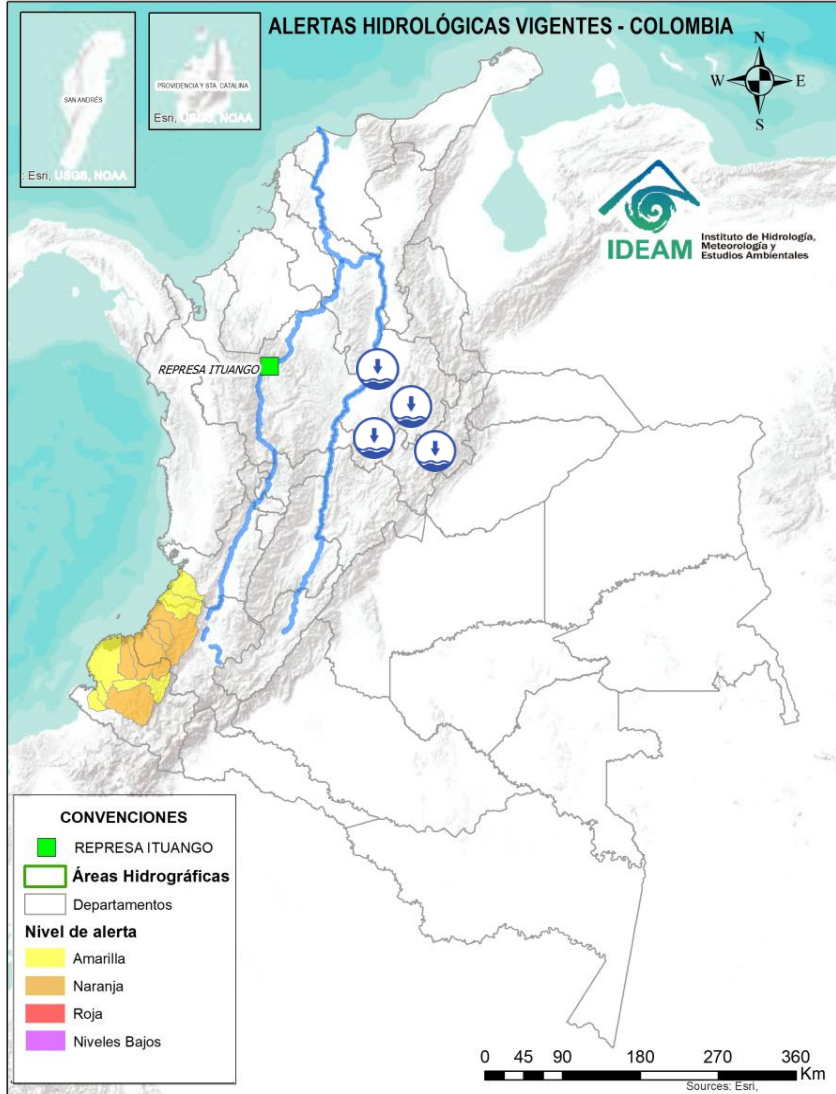 ALERTAS HIDROLÓGICAS VIGENTES - COLOMBIA
SAN ANDRÉS
: Esri, USGS, NOAA
PROVIDENCIA Y STA. CATALINA
Esri, USGS, NOAA
N
W
E
S
IDEAM
Instituto de Hidrología,
Meteorología y
Estudios Ambientales
REPRESA ITUANGO
CONVENCIONES
REPRESA ITUANGO
Áreas Hidrográficas
Departamentos
Nivel de alerta
Amarilla
Naranja
Roja
Niveles Bajos
0 45 90 180 270 360
Km
Sources: Esri,